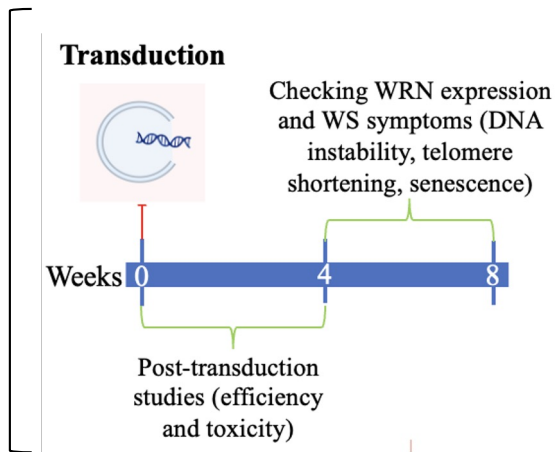 Transduction
Checking WRN expression
and WS symptoms (DNA
instability, telomere
shortening, senescence)
Weeks 0 4 8
Post-transduction
studies (efficiency
and toxicity)